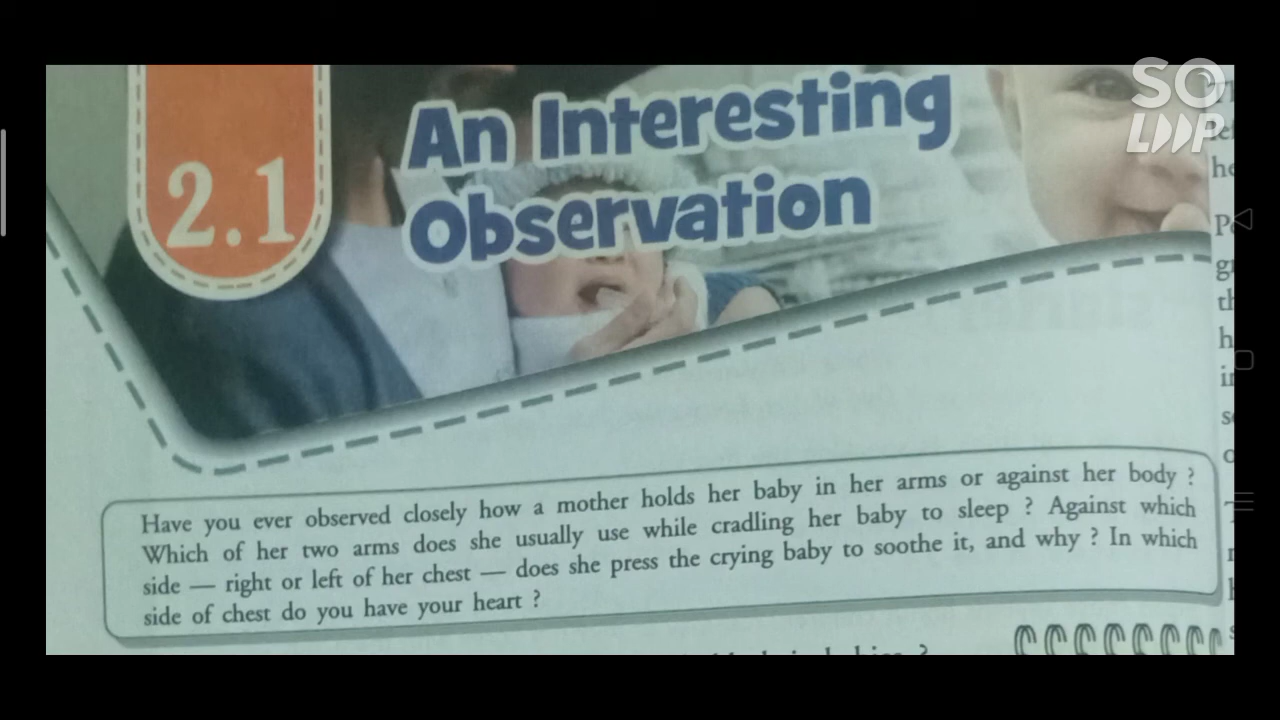 SO
LOOP
2.1
An Interesting
Observation
Have you ever observed closely how a mother holds her baby in her arms or against her body ?
Which of her two arms does she usually use while cradling her baby to sleep ? Against which
side — right or left of her chest — does she press the crying baby to soothe it, and why ? In which
side of chest do you have your heart ?